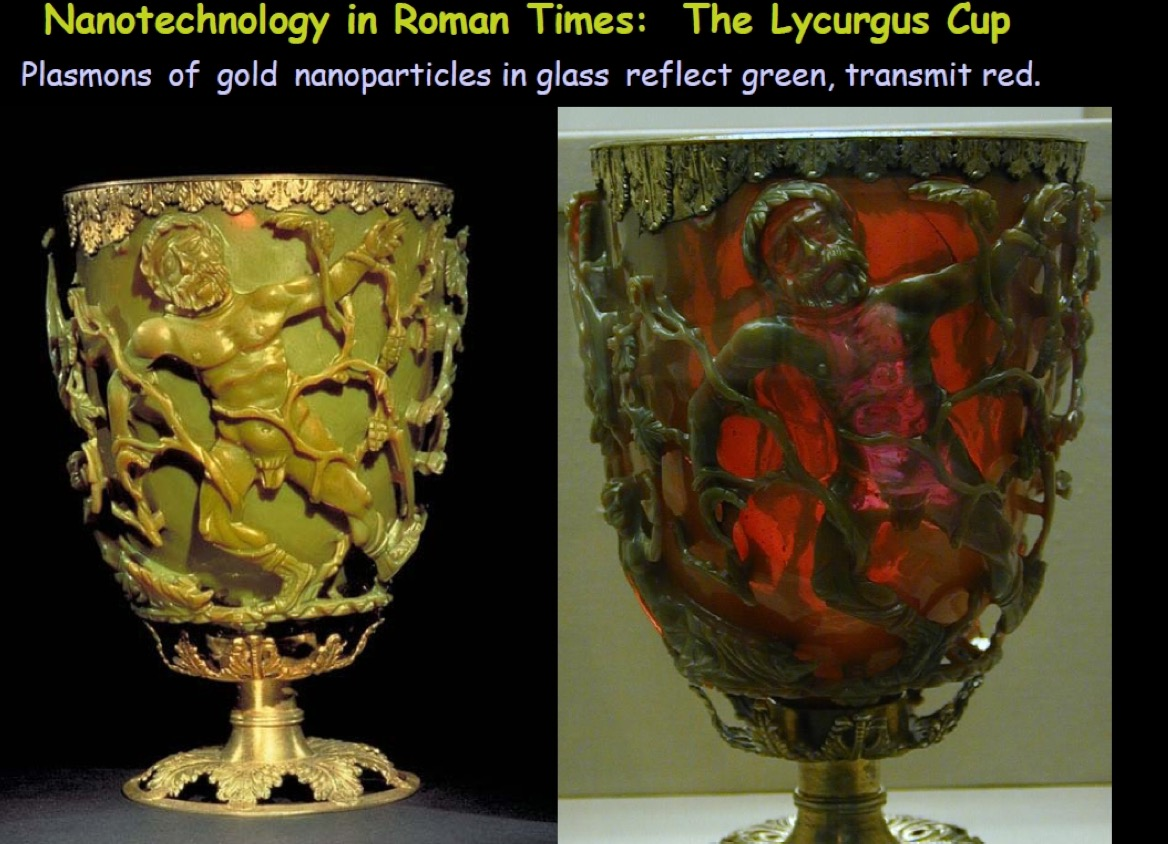 Nanotechnology in Roman Times: The Lycurgus Cup
Plasmons of gold nanoparticles in glass reflect green, transmit red.